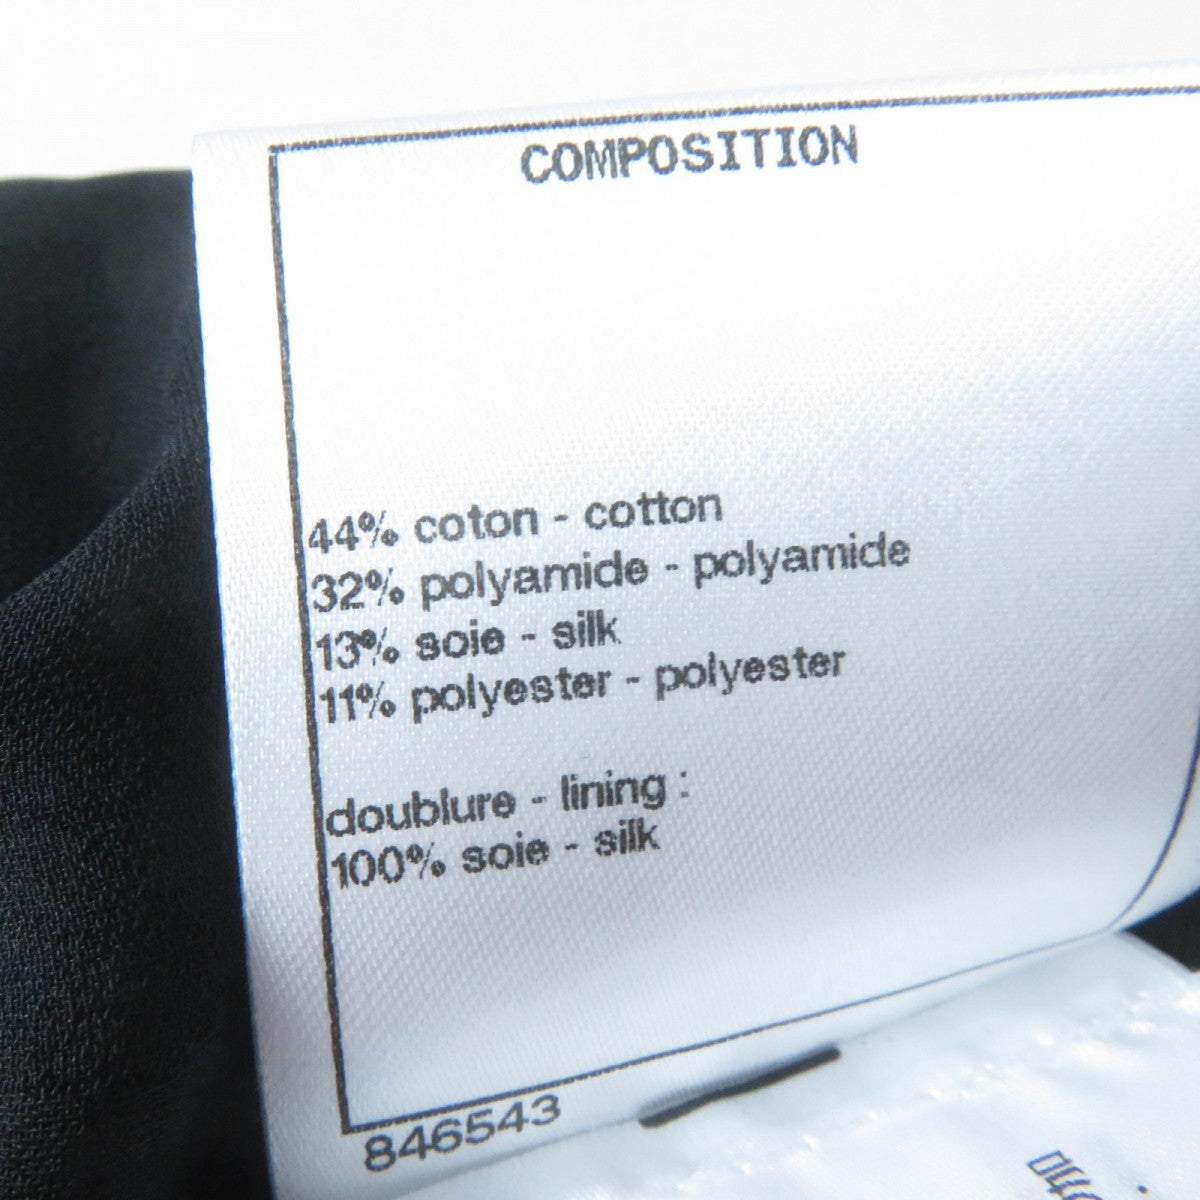 COMPOSITION
44% coton - cotton
32% polyamide - polyamide
13% soie - silk
11% polyester - polyester
doublure - lining :
100% soie - silk
846543